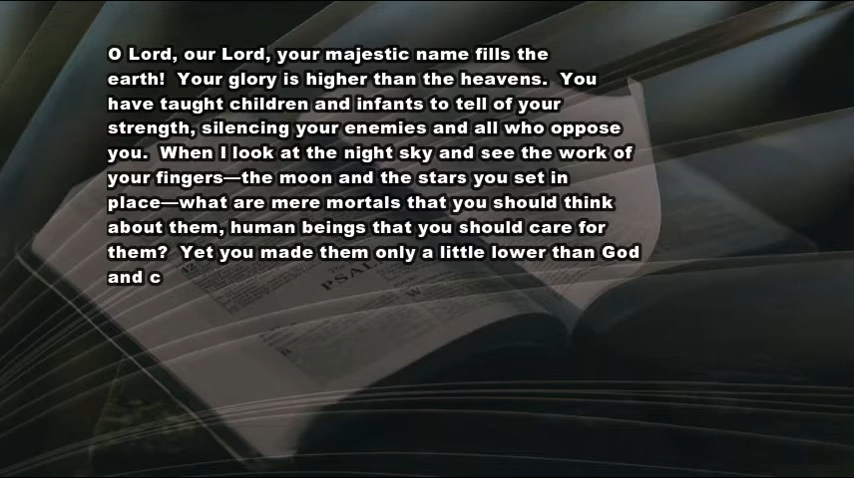 O Lord, our Lord, your majestic name fills the
earth!  Your glory is higher than the heavens.  You
have taught children and infants to tell of your
strength, silencing your enemies and all who oppose
you.  When I look at the night sky and see the work of
your fingers—the moon and the stars you set in
place—what are mere mortals that you should think
about them, human beings that you should care for
them?  Yet you made them only a little lower than God
and c